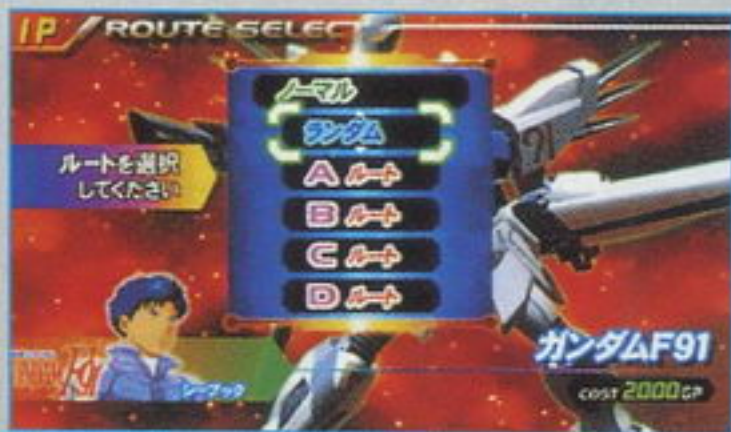 1P ROUTE SELEC
ノーマル
ランダム
ルートを選択
してください
A ルート
B ルート
C ルート
D ルート
91
ガンダムF91
シーブック
COST 2000GP